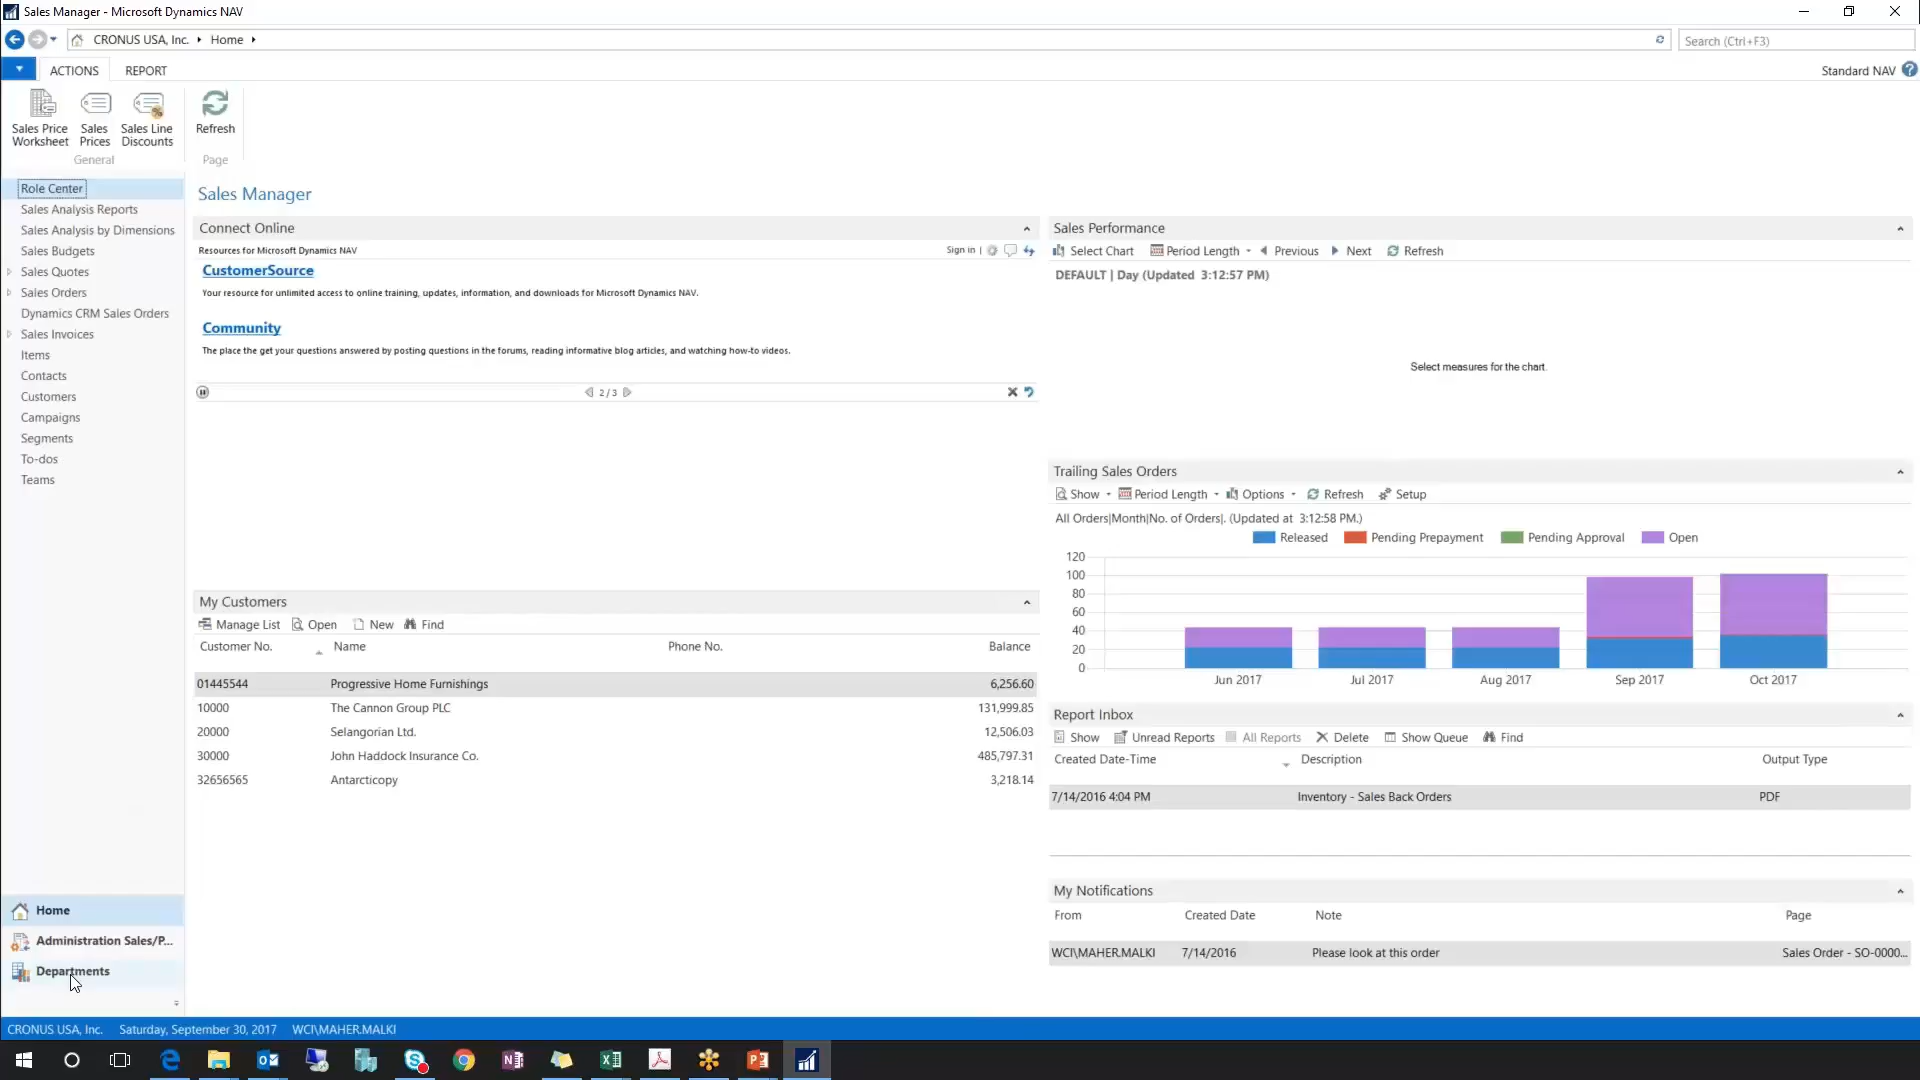 Sales Manager - Microsoft Dynamics NAV
CRONUS USA, Inc. Home
Search (Ctrl+F3)
ACTIONS REPORT
Standard NAV
Sales Price Worksheet
Sales Prices
Sales Line Discounts
Refresh
General
Page
Role Center
Sales Analysis Reports
Sales Analysis by Dimensions
Sales Budgets
Sales Quotes
Sales Orders
Dynamics CRM Sales Orders
Sales Invoices
Items
Contacts
Customers
Campaigns
Segments
To-dos
Teams
Home
Administration Sales/P...
Departments
Sales Manager
Connect Online
Resources for Microsoft Dynamics NAV
Sign in |
CustomerSource
Your resource for unlimited access to online training, updates, information, and downloads for Microsoft Dynamics NAV.
Community
The place the get your questions answered by posting questions in the forums, reading informative blog articles, and watching how-to videos.
2/3
My Customers
Manage List Open New Find
Customer No. Name Phone No. Balance
01445544 Progressive Home Furnishings 6,256.60
10000 The Cannon Group PLC 131,999.85
20000 Selangorian Ltd. 12,506.03
30000 John Haddock Insurance Co. 485,797.31
32656565 Antarcticopy 3,218.14
Sales Performance
Select Chart Period Length Previous Next Refresh
DEFAULT | Day (Updated 3:12:57 PM)
Select measures for the chart.
Trailing Sales Orders
Show Period Length Options Refresh Setup
All Orders|Month|No. of Orders|. (Updated at 3:12:58 PM.)
Released Pending Prepayment Pending Approval Open
120
100
80
60
40
20
0
Jun 2017 Jul 2017 Aug 2017 Sep 2017 Oct 2017
Report Inbox
Show Unread Reports All Reports Delete Show Queue Find
Created Date-Time Description Output Type
7/14/2016 4:04 PM Inventory - Sales Back Orders PDF
My Notifications
From Created Date Note Page
WCI\MAHER.MALKI 7/14/2016 Please look at this order Sales Order - SO-0000...
CRONUS USA, Inc. Saturday, September 30, 2017 WCI\MAHER.MALKI